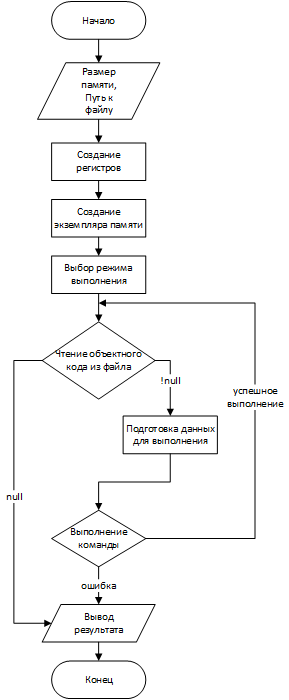 Начало
Размер
памяти,
Путь к
файлу
Создание
регистров
Создание
экземпляра памяти
Выбор режима
выполнения
Чтение объектного
кода из файла
!null
успешное
выполнение
Подготовка данных
для выполнения
null
Выполнение
команды
ошибка
Вывод
результата
Конец